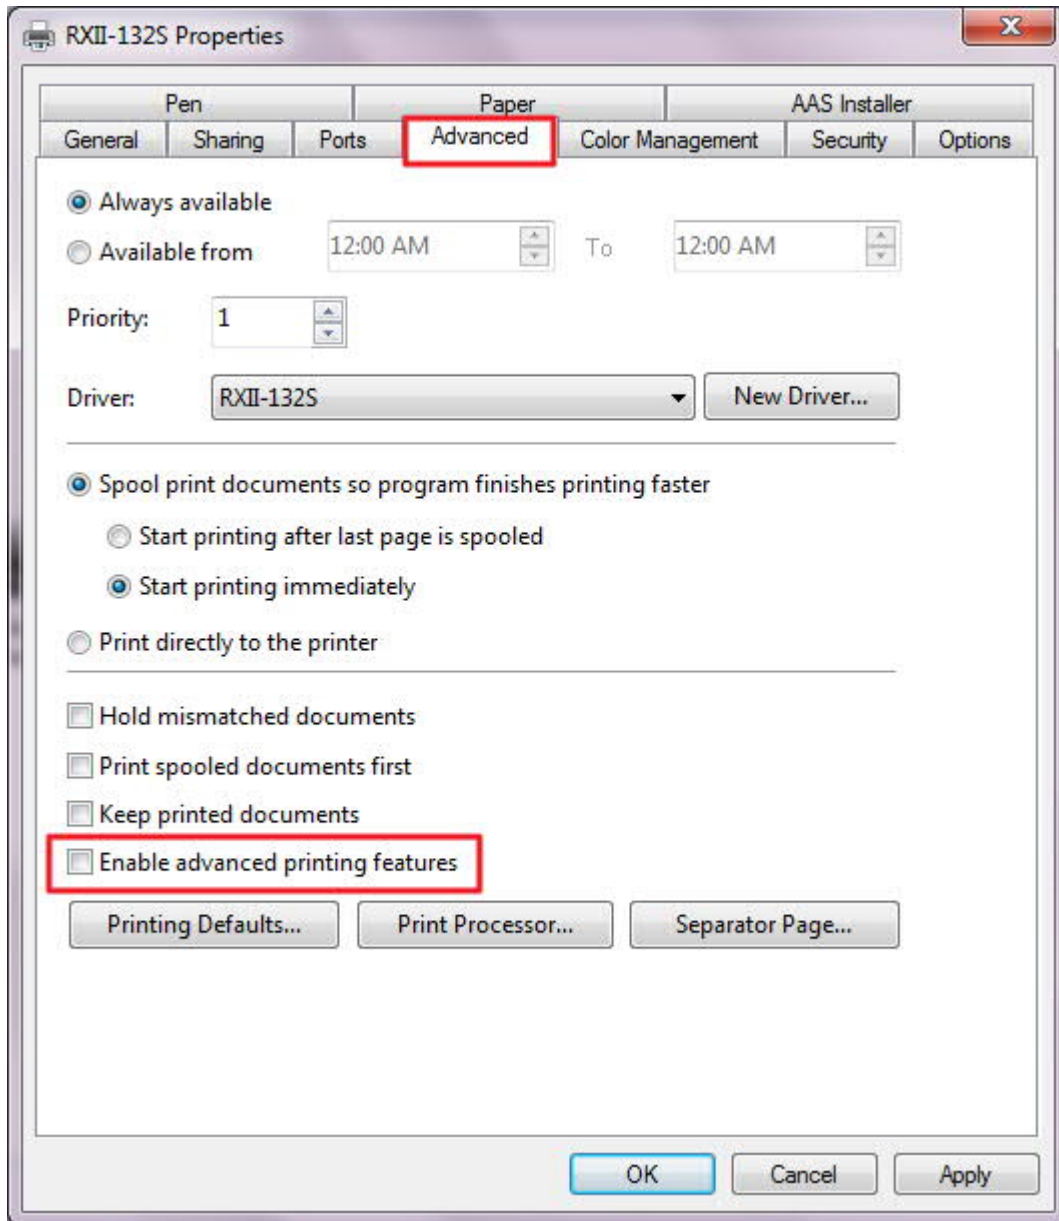 RXII-132S Properties
X
Pen Paper AAS Installer
General Sharing Ports Advanced Color Management Security Options
Always available
Available from 12:00 AM To 12:00 AM
Priority: 1
Driver: RXII-132S New Driver...
Spool print documents so program finishes printing faster
Start printing after last page is spooled
Start printing immediately
Print directly to the printer
Hold mismatched documents
Print spooled documents first
Keep printed documents
Enable advanced printing features
Printing Defaults... Print Processor... Separator Page...
OK Cancel Apply